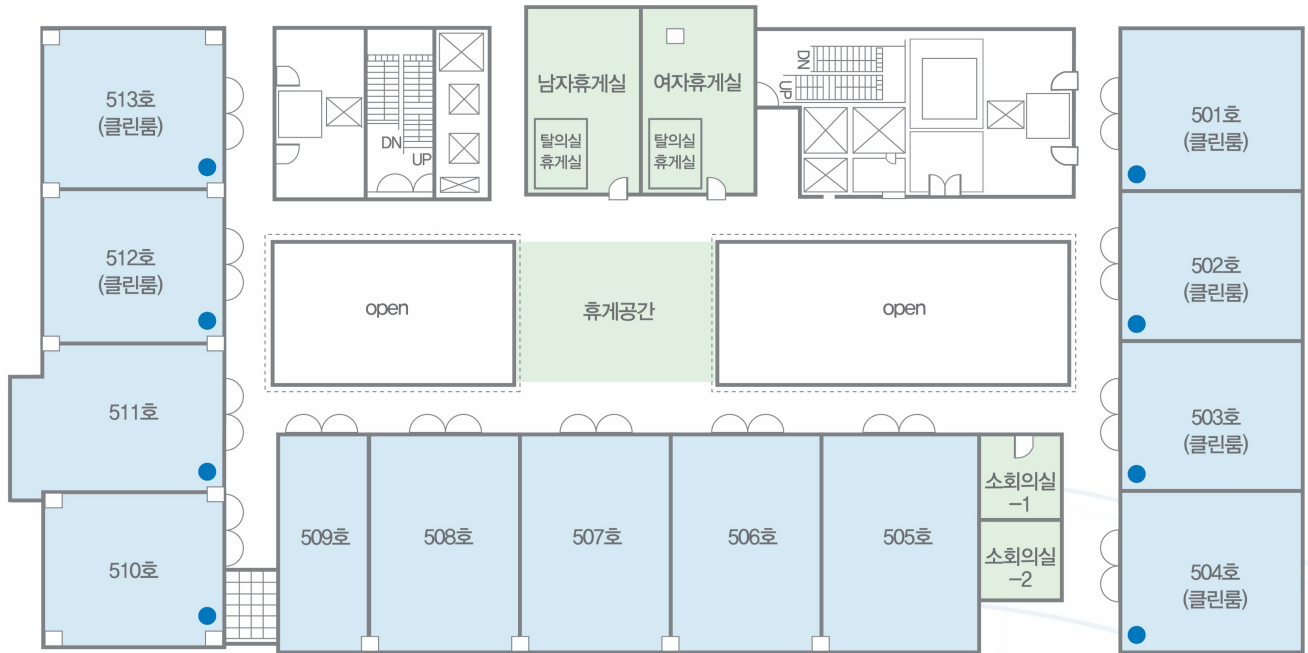 513호
(클린룸)
DN
UP
남자휴게실
여자휴게실
탈의실
휴게실
탈의실
휴게실
DN
UP
501호
(클린룸)
512호
(클린룸)
open
휴게공간
open
502호
(클린룸)
511호
503호
(클린룸)
510호
509호
508호
507호
506호
505호
소회의실
-1
소회의실
-2
504호
(클린룸)